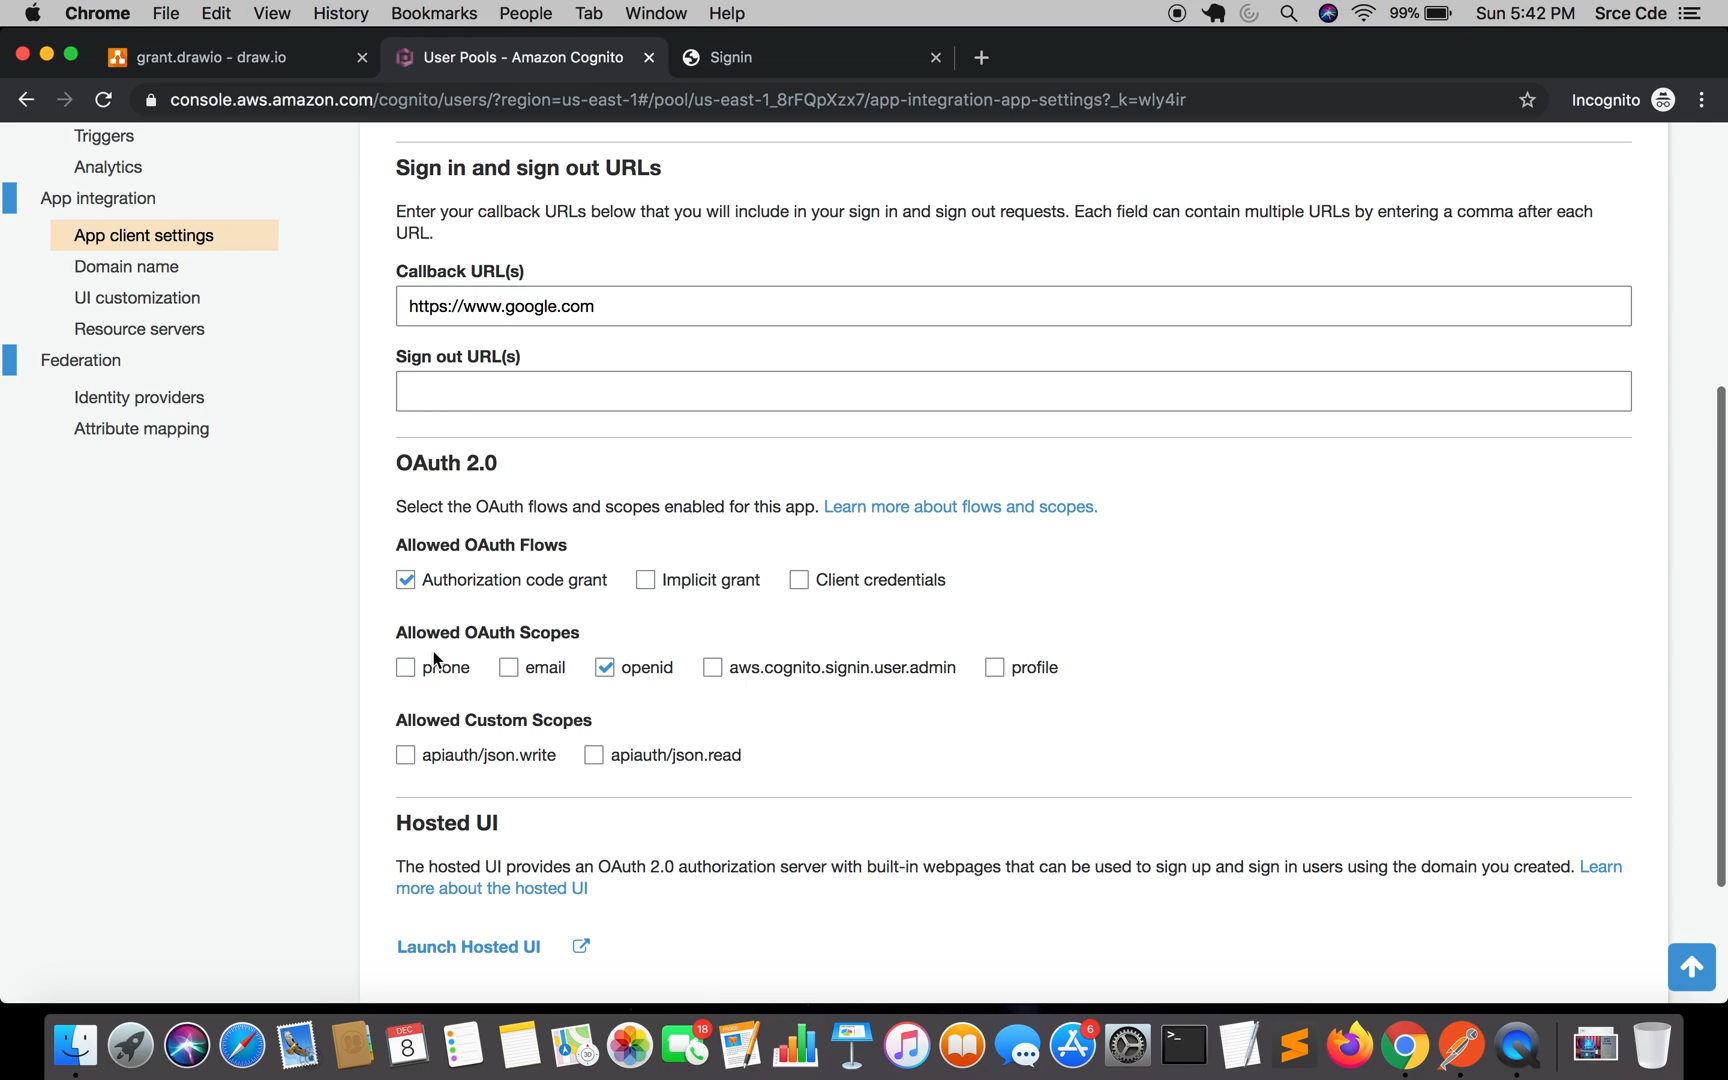 Chrome File Edit View History Bookmarks People Tab Window Help 99% Sun 5:42 PM Srce Cde
grant.drawio - draw.io User Pools - Amazon Cognito Signin
console.aws.amazon.com/cognito/users/?region=us-east-1#/pool/us-east-1_8rFQpXzx7/app-integration-app-settings?_k=wly4ir Incognito
Triggers
Analytics
App integration
App client settings
Domain name
UI customization
Resource servers
Federation
Identity providers
Attribute mapping
Sign in and sign out URLs
Enter your callback URLs below that you will include in your sign in and sign out requests. Each field can contain multiple URLs by entering a comma after each
URL.
Callback URL(s)
https://www.google.com
Sign out URL(s)
OAuth 2.0
Select the OAuth flows and scopes enabled for this app. Learn more about flows and scopes.
Allowed OAuth Flows
Authorization code grant Implicit grant Client credentials
Allowed OAuth Scopes
phone email openid aws.cognito.signin.user.admin profile
Allowed Custom Scopes
apiauth/json.write apiauth/json.read
Hosted UI
The hosted UI provides an OAuth 2.0 authorization server with built-in webpages that can be used to sign up and sign in users using the domain you created. Learn
more about the hosted UI
Launch Hosted UI
DEC
8
18
6